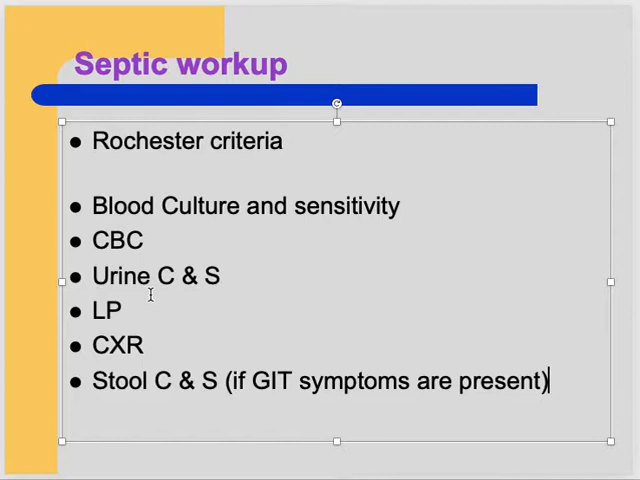 Septic workup
● Rochester criteria
● Blood Culture and sensitivity
● CBC
● Urine C & S
● LP
● CXR
● Stool C & S (if GIT symptoms are present)